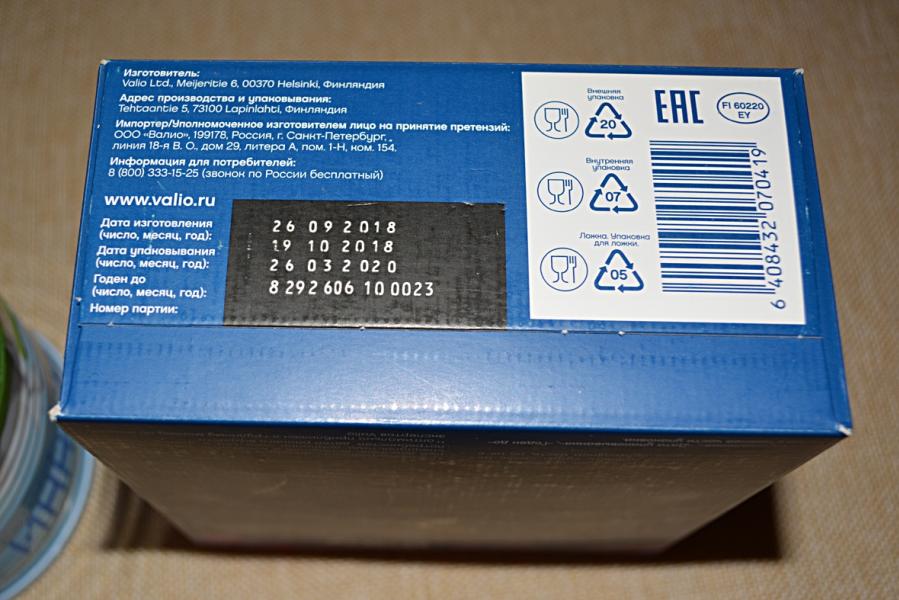 Изготовитель:
Valio Ltd., Meijeritie 6, 00370 Helsinki, Финляндия
Адрес производства и упаковывания:
Tehtaantie 5, 73100 Lapinlahti, Финляндия
Импортер/Уполномоченное изготовителем лицо на принятие претензий:
ООО «Валио», 199178, Россия, г. Санкт-Петербург,
линия 18-я В. О., дом 29, литера А, пом. 1-Н, ком. 154.
Информация для потребителей:
8 (800) 333-15-25 (звонок по России бесплатный)
www.valio.ru
Дата изготовления
(число, месяц, год):
Дата упаковывания
(число, месяц, год):
Годен до
(число, месяц, год):
Номер партии:
26 09 2018
19 10 2018
26 03 2020
8 292606 10 0023
Внешняя
упаковка
20
Внутренняя
упаковка
07
Ложка. Упаковка
для ложки.
05
EAC
FI 60220
EY
6 408432 070419